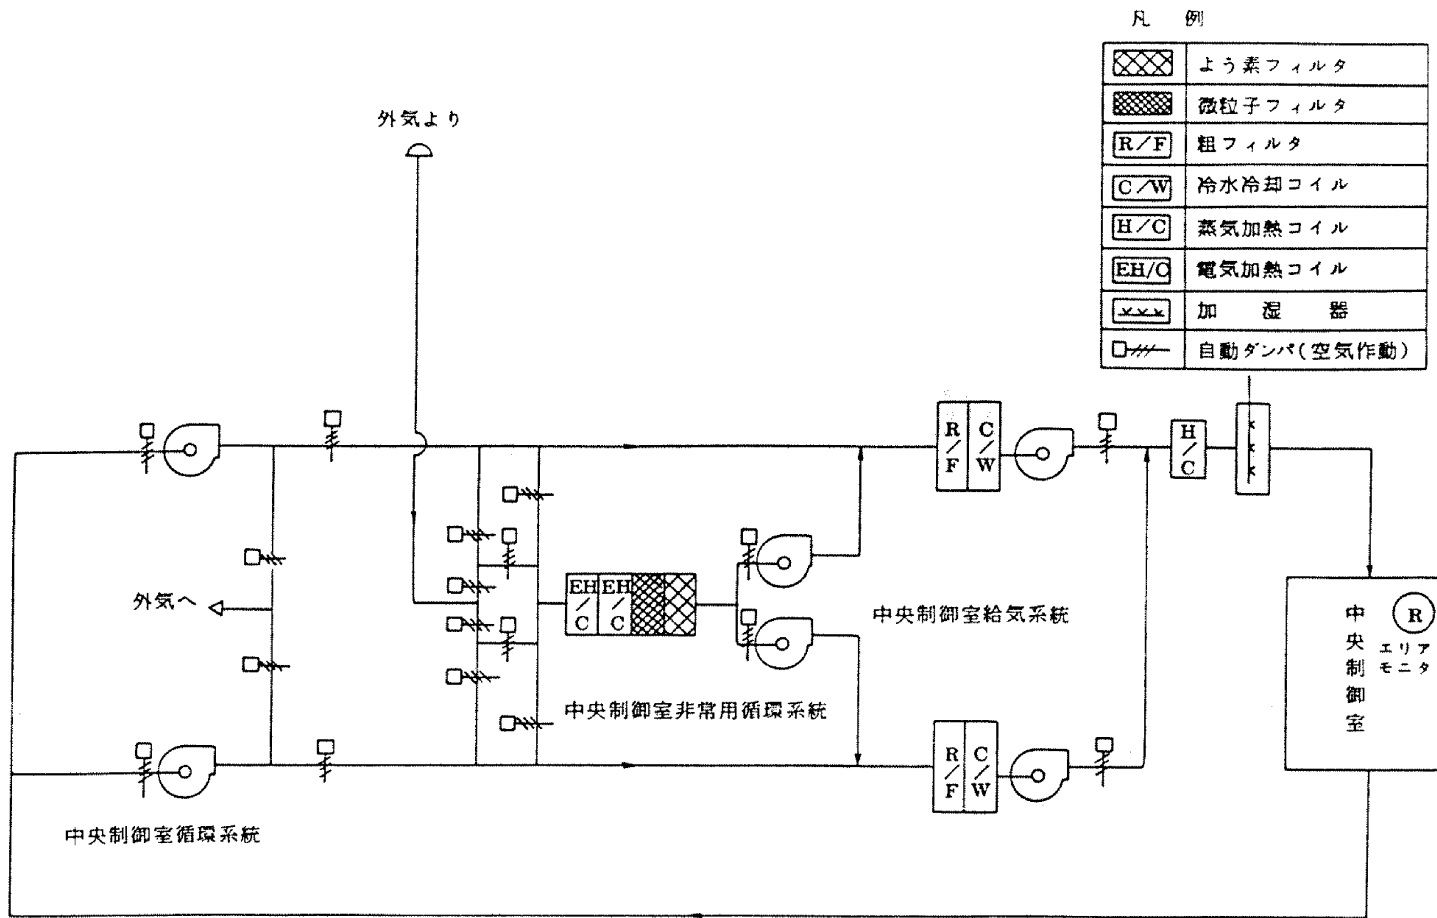 凡 例
よう素フィルタ
微粒子フィルタ
R/F 粗フィルタ
C/W 冷水冷却コイル
H/C 蒸気加熱コイル
EH/C 電気加熱コイル
加 湿 器
自動ダンパ(空気作動)
外気より
R/F
C/W
H/C
外気へ
EH/C
EH/C
中央制御室給気系統
中央制御室
R
エリア
モニタ
中央制御室非常用循環系統
R/F
C/W
中央制御室循環系統